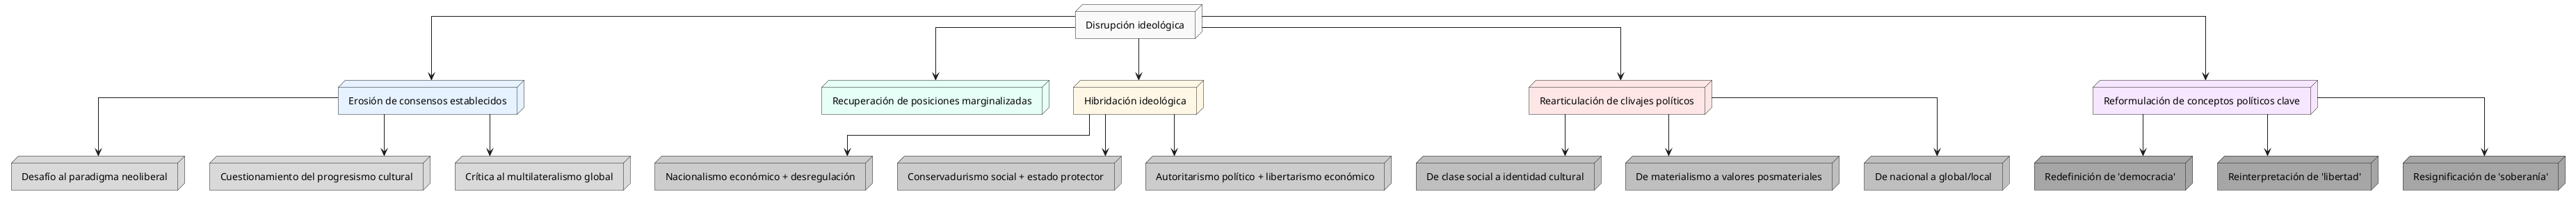 Disrupción ideológica
Erosión de consensos establecidos
Recuperación de posiciones marginalizadas
Hibridación ideológica
Rearticulación de clivajes políticos
Reformulación de conceptos políticos clave
Desafío al paradigma neoliberal
Cuestionamiento del progresismo cultural
Crítica al multilateralismo global
Nacionalismo económico + desregulación
Conservadurismo social + estado protector
Autoritarismo político + libertarismo económico
De clase social a identidad cultural
De materialismo a valores posmateriales
De nacional a global/local
Redefinición de 'democracia'
Reinterpretación de 'libertad'
Resignificación de 'soberanía'